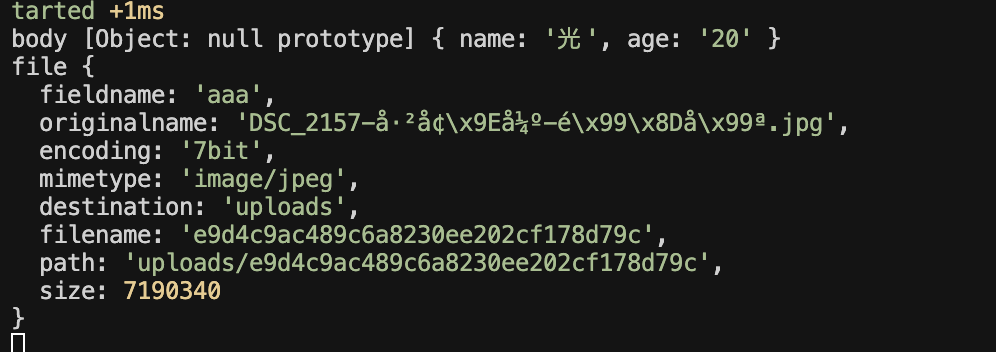 tarted +1ms
body [Object: null prototype] { name: '光', age: '20' }
file {
  fieldname: 'aaa',
  originalname: 'DSC_2157-å·²å¢\x9Eå¼º-é\x99\x8Då\x99ª.jpg',
  encoding: '7bit',
  mimetype: 'image/jpeg',
  destination: 'uploads',
  filename: 'e9d4c9ac489c6a8230ee202cf178d79c',
  path: 'uploads/e9d4c9ac489c6a8230ee202cf178d79c',
  size: 7190340
}